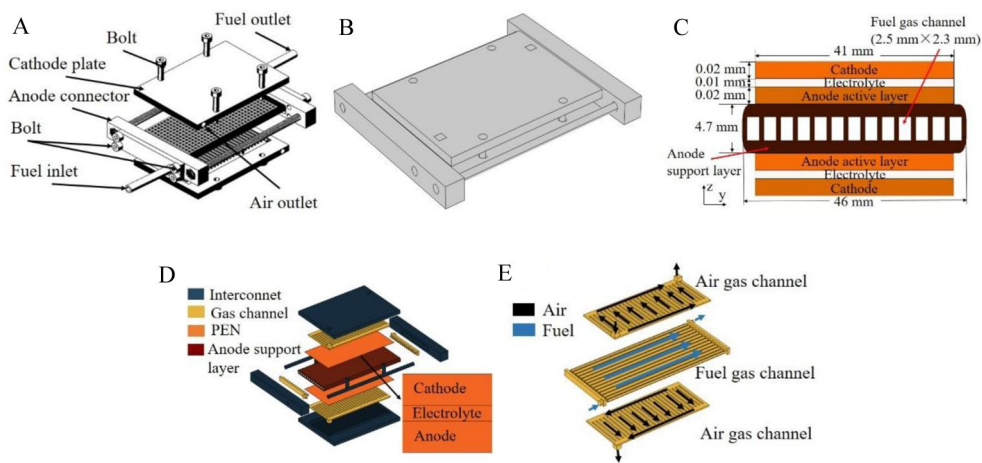 A
Fuel outlet
Bolt
Cathode plate
Anode connector
Bolt
Fuel inlet
Air outlet
B
C
Fuel gas channel
(2.5 mm×2.3 mm)
41 mm
0.02 mm
Cathode
0.01 mm
Electrolyte
0.02 mm
Anode active layer
4.7 mm
Anode
support layer
Anode active layer
Electrolyte
Cathode
z
y
46 mm
D
Interconnet
Gas channel
PEN
Anode support
layer
Cathode
Electrolyte
Anode
E
Air
Fuel
Air gas channel
Fuel gas channel
Air gas channel